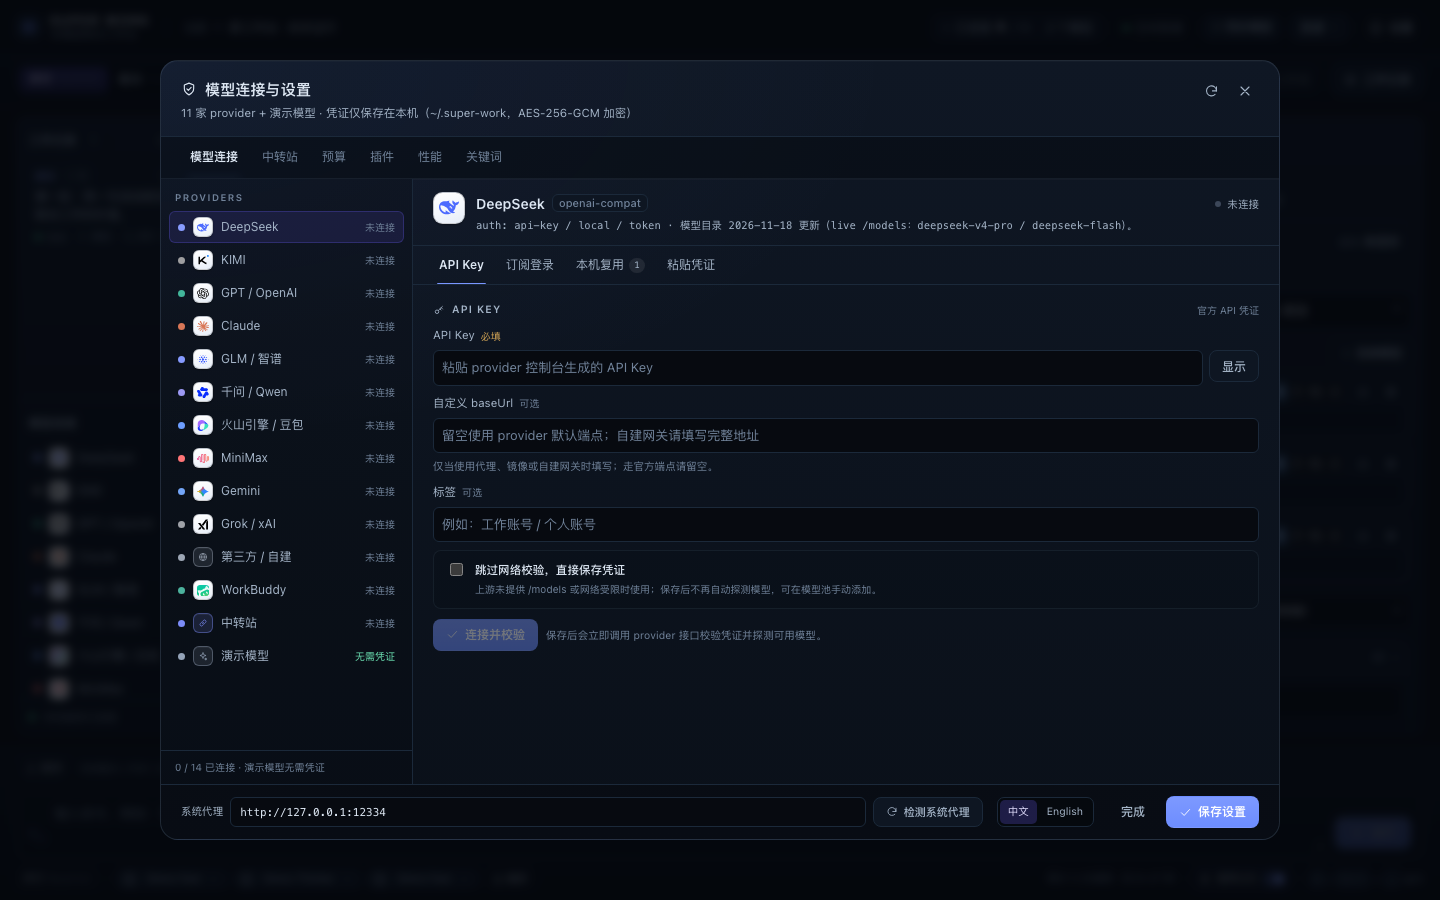 模型连接与设置
11 家 provider + 演示模型 · 凭证仅保存在本机（~/.super-work，AES-256-GCM 加密）
模型连接 中转站 预算 插件 性能 关键词
PROVIDERS
DeepSeek 未连接
KIMI 未连接
GPT / OpenAI 未连接
Claude 未连接
GLM / 智谱 未连接
千问 / Qwen 未连接
火山引擎 / 豆包 未连接
MiniMax 未连接
Gemini 未连接
Grok / xAI 未连接
第三方 / 自建 未连接
WorkBuddy 未连接
中转站 未连接
演示模型 无需凭证
0 / 14 已连接 · 演示模型无需凭证
DeepSeek openai-compat 未连接
auth: api-key / local / token · 模型目录 2026-11-18 更新（live /models：deepseek-v4-pro / deepseek-flash）。
API Key 订阅登录 本机复用 1 粘贴凭证
API KEY 官方 API 凭证
API Key 必填
粘贴 provider 控制台生成的 API Key 显示
自定义 baseUrl 可选
留空使用 provider 默认端点；自建网关请填写完整地址
仅当使用代理、镜像或自建网关时填写；走官方端点请留空。
标签 可选
例如：工作账号 / 个人账号
跳过网络校验，直接保存凭证
上游未提供 /models 或网络受限时使用；保存后不再自动探测模型，可在模型池手动添加。
连接并校验 保存后会立即调用 provider 接口校验凭证并探测可用模型。
系统代理 http://127.0.0.1:12334 检测系统代理 中文 English 完成 保存设置